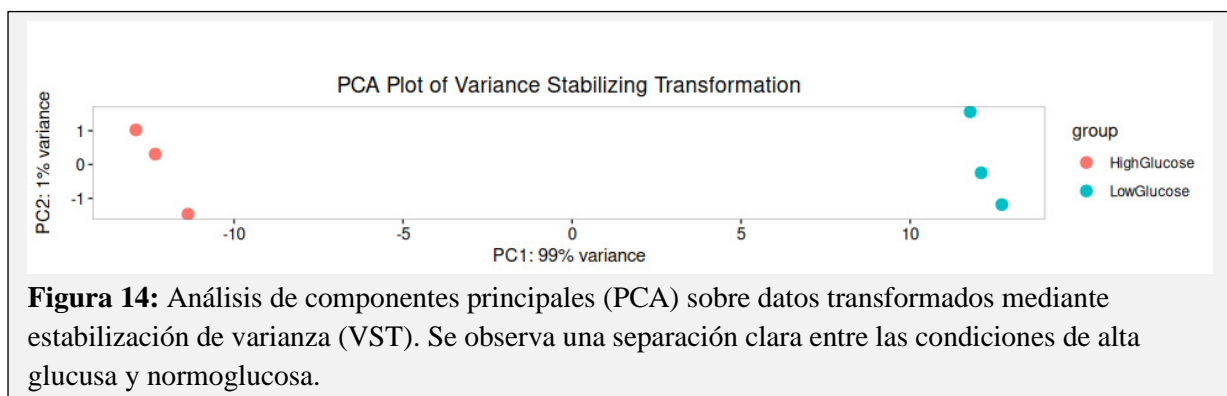 PCA Plot of Variance Stabilizing Transformation
PC2: 1% variance
1
0
-1
-10
-5
0
5
10
PC1: 99% variance
group
HighGlucose
LowGlucose
Figura 14: Análisis de componentes principales (PCA) sobre datos transformados mediante
estabilización de varianza (VST). Se observa una separación clara entre las condiciones de alta
glucusa y normoglucosa.